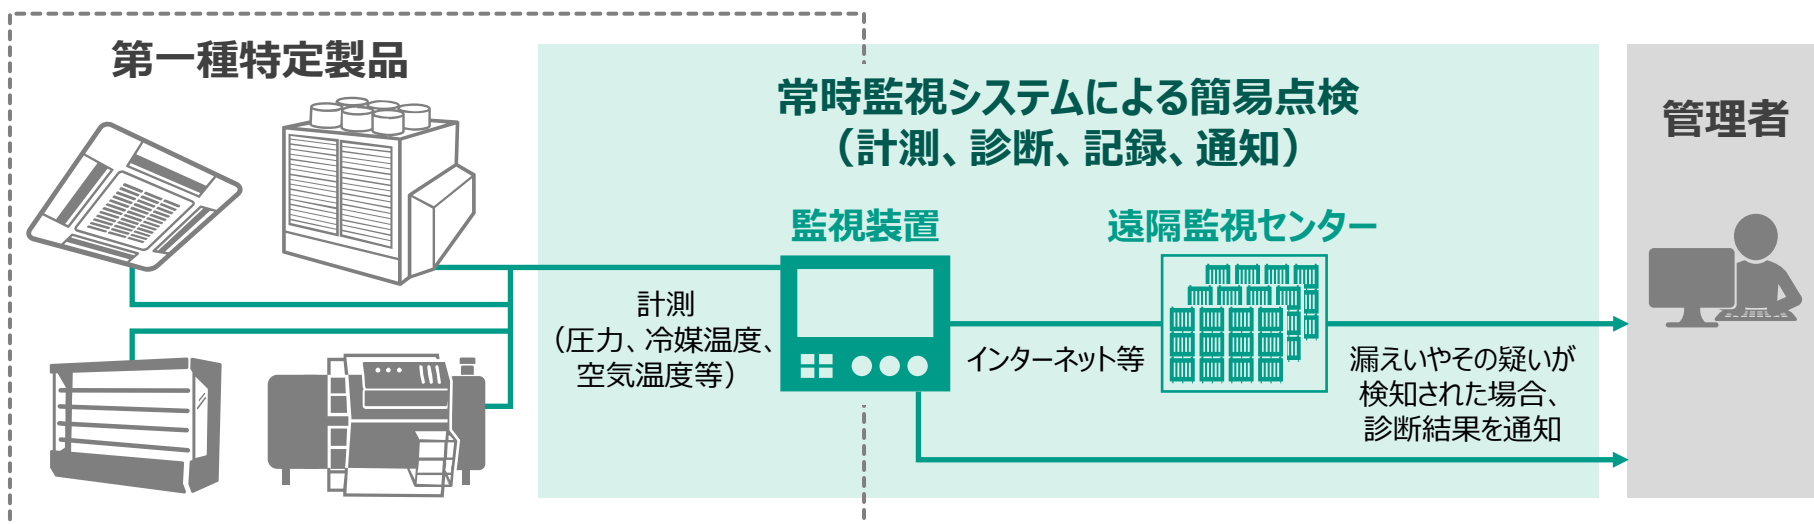 第一種特定製品
常時監視システムによる簡易点検
（計測、診断、記録、通知）
管理者
監視装置
遠隔監視センター
計測
（圧力、冷媒温度、
空気温度等）
インターネット等
漏えいやその疑いが
検知された場合、
診断結果を通知